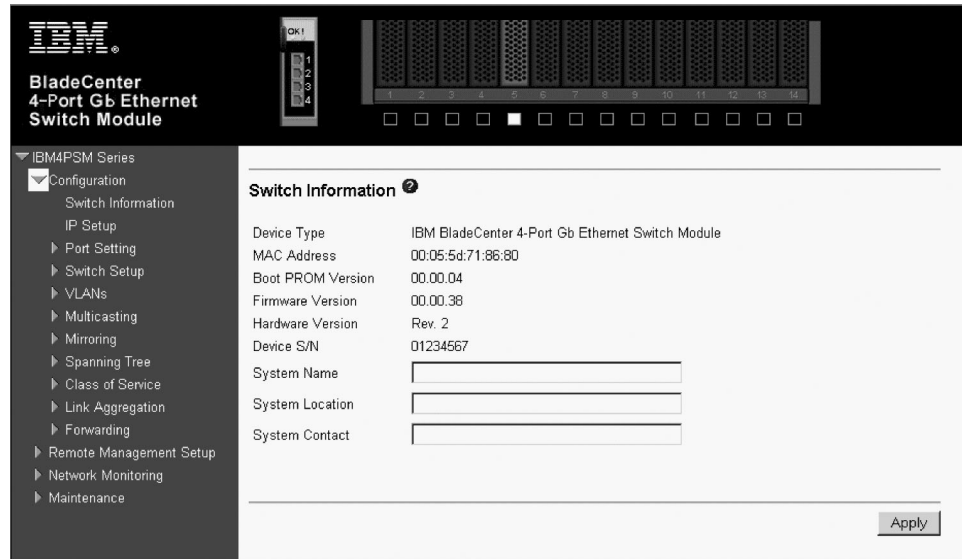 IBM®
BladeCenter
4-Port Gb Ethernet
Switch Module
OK!
1
2
3
4
1 2 3 4 5 6 7 8 9 10 11 12 13 14
IBM4PSM Series
Configuration
Switch Information
IP Setup
Port Setting
Switch Setup
VLANs
Multicasting
Mirroring
Spanning Tree
Class of Service
Link Aggregation
Forwarding
Remote Management Setup
Network Monitoring
Maintenance
Switch Information ?
Device Type IBM BladeCenter 4-Port Gb Ethernet Switch Module
MAC Address 00:05:5d:71:86:80
Boot PROM Version 00.00.04
Firmware Version 00.00.38
Hardware Version Rev. 2
Device S/N 01234567
System Name
System Location
System Contact
Apply